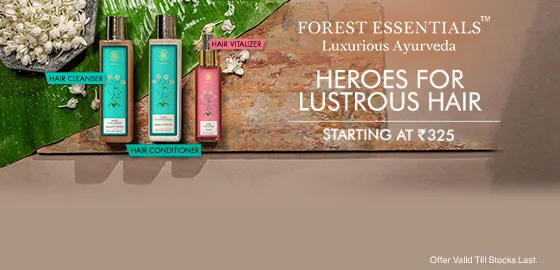 FOREST ESSENTIALS™
Luxurious Ayurveda
HAIR VITALIZER
HEROES FOR
LUSTROUS HAIR
HAIR CLEANSER
STARTING AT ₹325
HAIR CONDITIONER
Offer Valid Till Stocks Last.